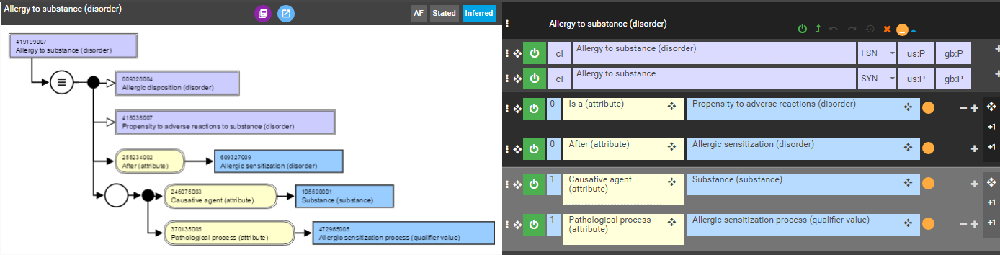 Allergy to substance (disorder)
AF
Stated
Inferred
419199007
Allergy to substance (disorder)
609328004
Allergic disposition (disorder)
418038007
Propensity to adverse reactions to substance (disorder)
255234002
After (attribute)
609327009
Allergic sensitization (disorder)
246075003
Causative agent (attribute)
105590001
Substance (substance)
370135005
Pathological process (attribute)
472965005
Allergic sensitization process (qualifier value)
Allergy to substance (disorder)
cI
Allergy to substance (disorder)
FSN
us:P
gb:P
cI
Allergy to substance
SYN
us:P
gb:P
0
Is a (attribute)
Propensity to adverse reactions (disorder)
+1
0
After (attribute)
Allergic sensitization (disorder)
+1
1
Causative agent
(attribute)
Substance (substance)
+1
1
Pathological process
(attribute)
Allergic sensitization process (qualifier value)
+1